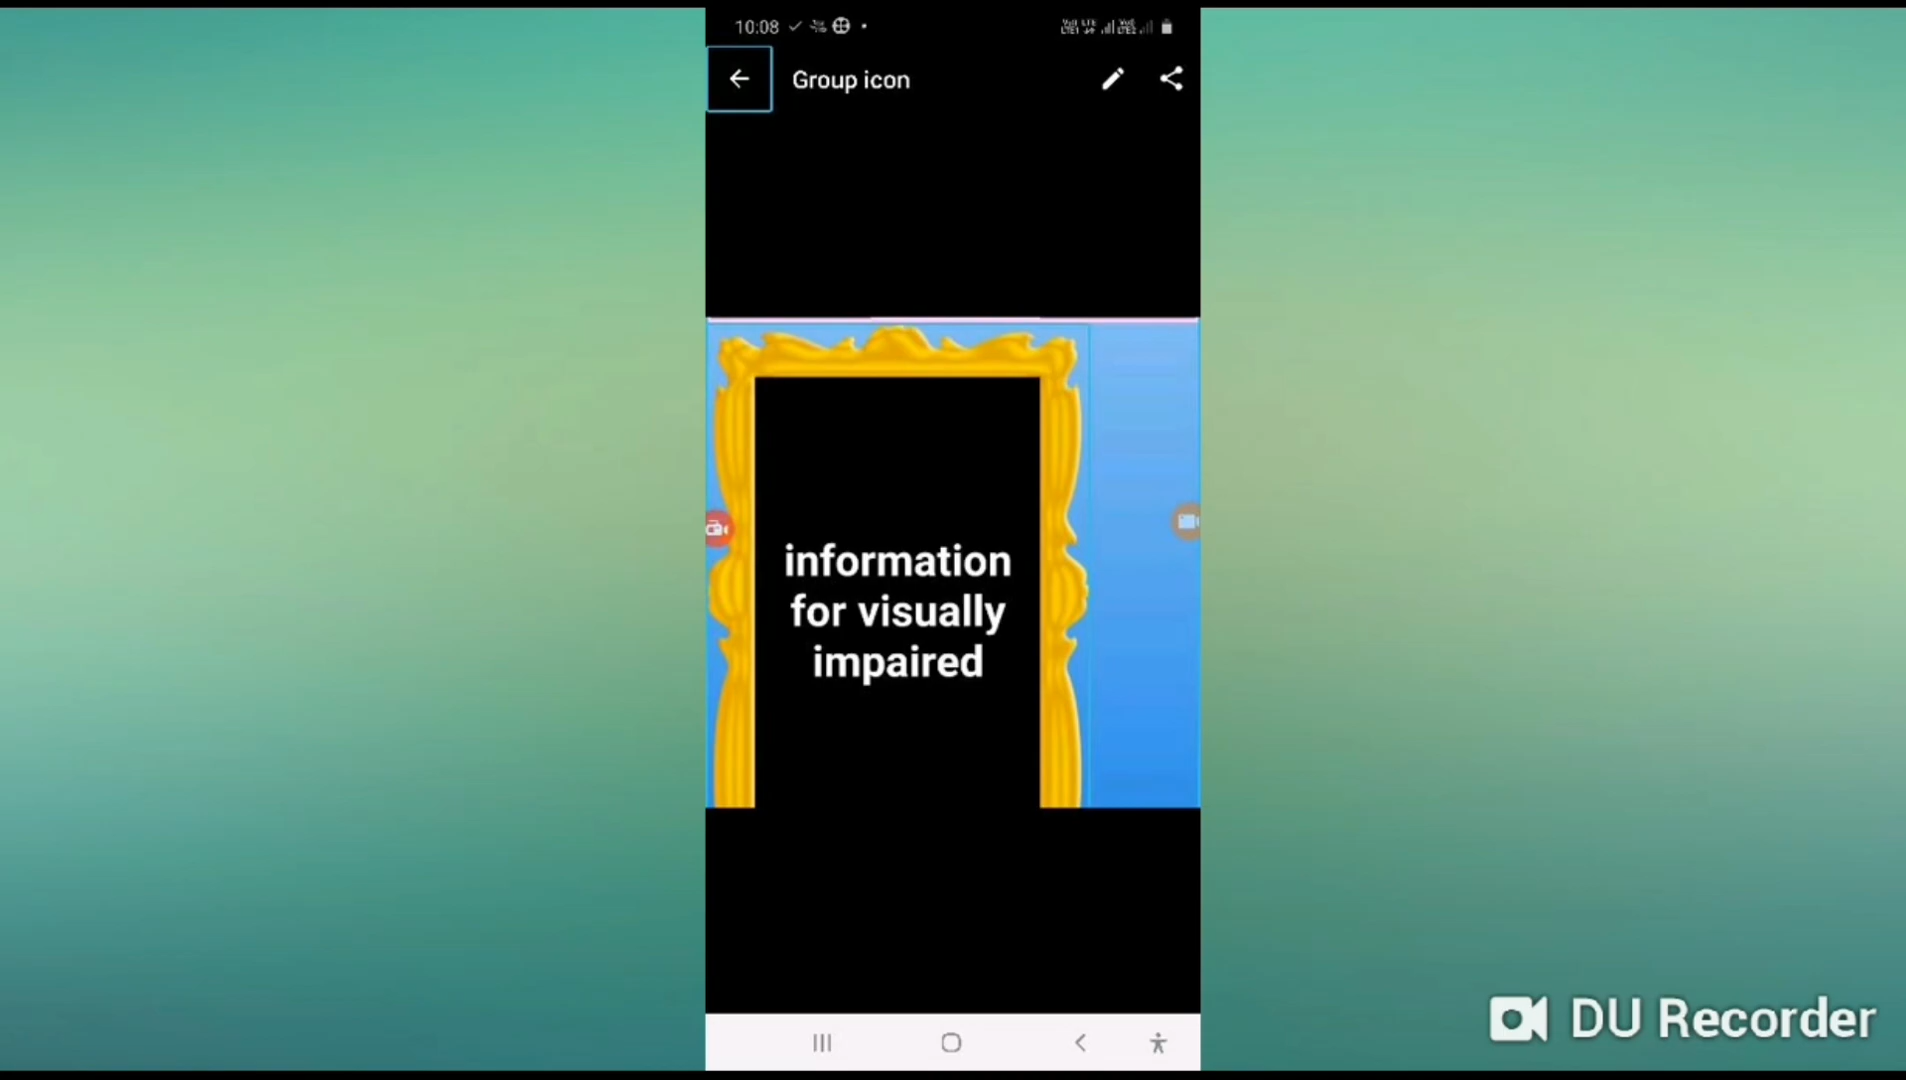 10:08
Group icon
information
for visually
impaired
DU Recorder